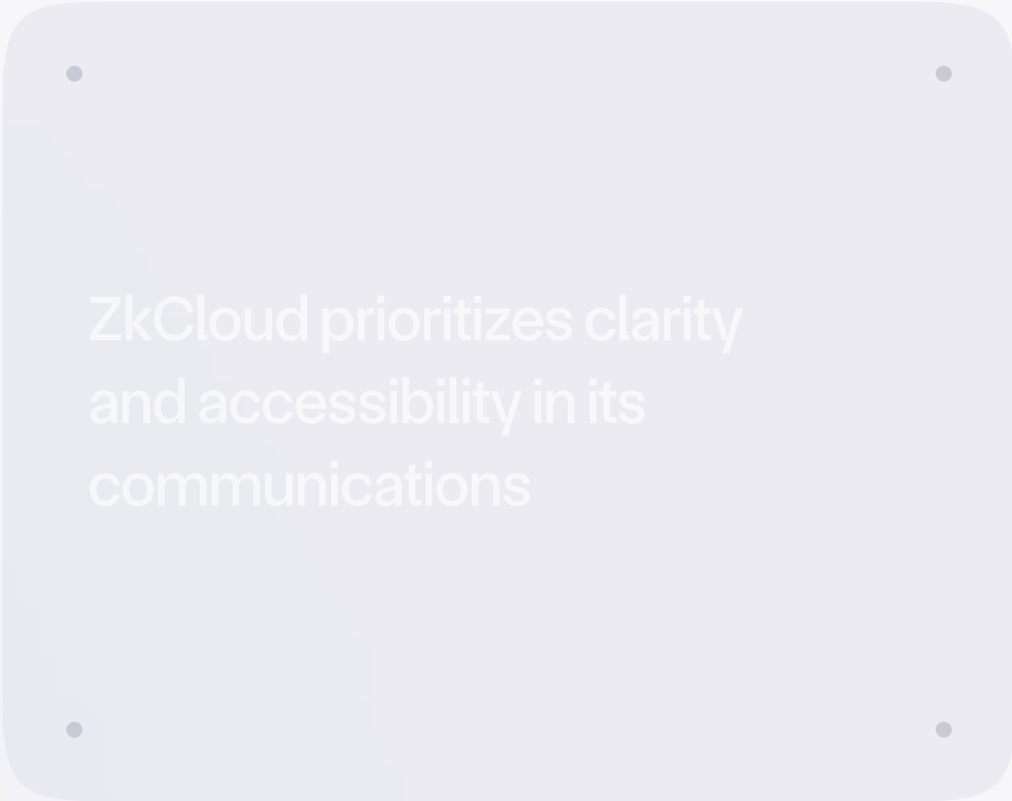 ZkCloud prioritizes clarity
and accessibility in its
communications